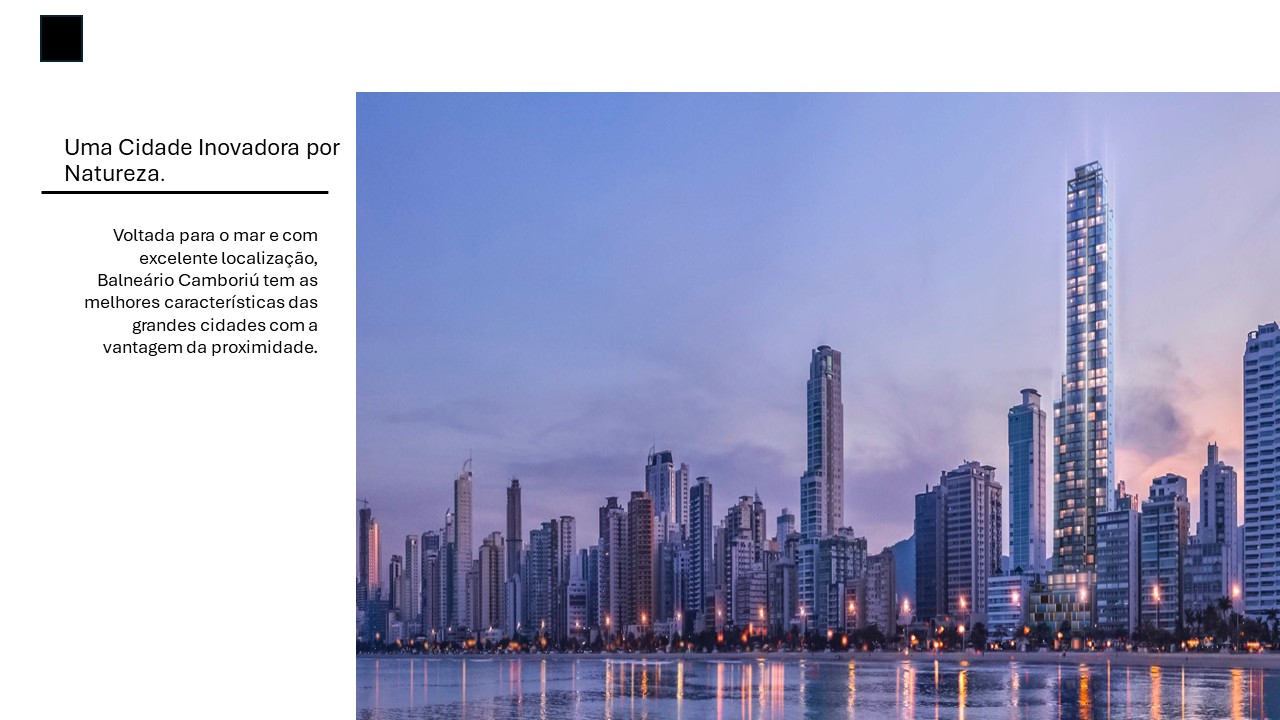 Uma Cidade Inovadora por
Natureza.
Voltada para o mar e com
excelente localização,
Balneário Camboriú tem as
melhores características das
grandes cidades com a
vantagem da proximidade.